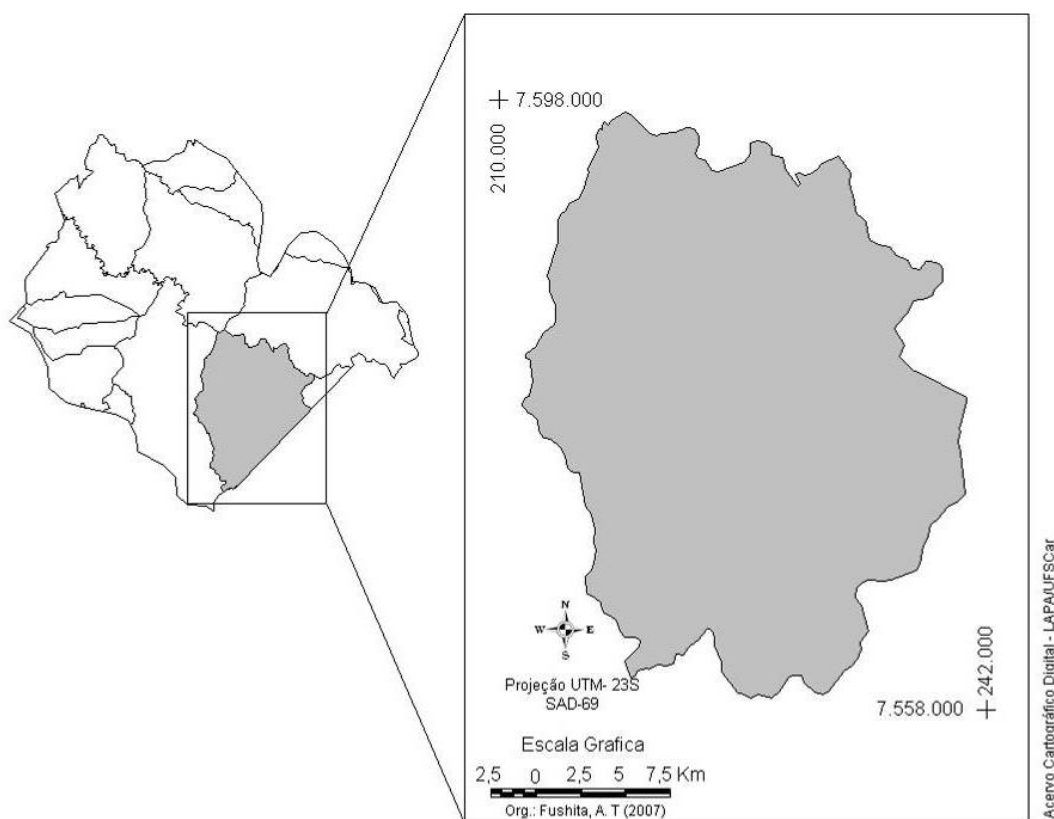 7.598.000
210.000
N
W E
S
Projeção UTM- 23S
SAD-69
242.000
7.558.000
Escala Grafica
2,5 0 2,5 5 7,5 Km
Org.: Fushita, A. T (2007)
Acervo Cartográfico Digital - LAPA/UFSCar